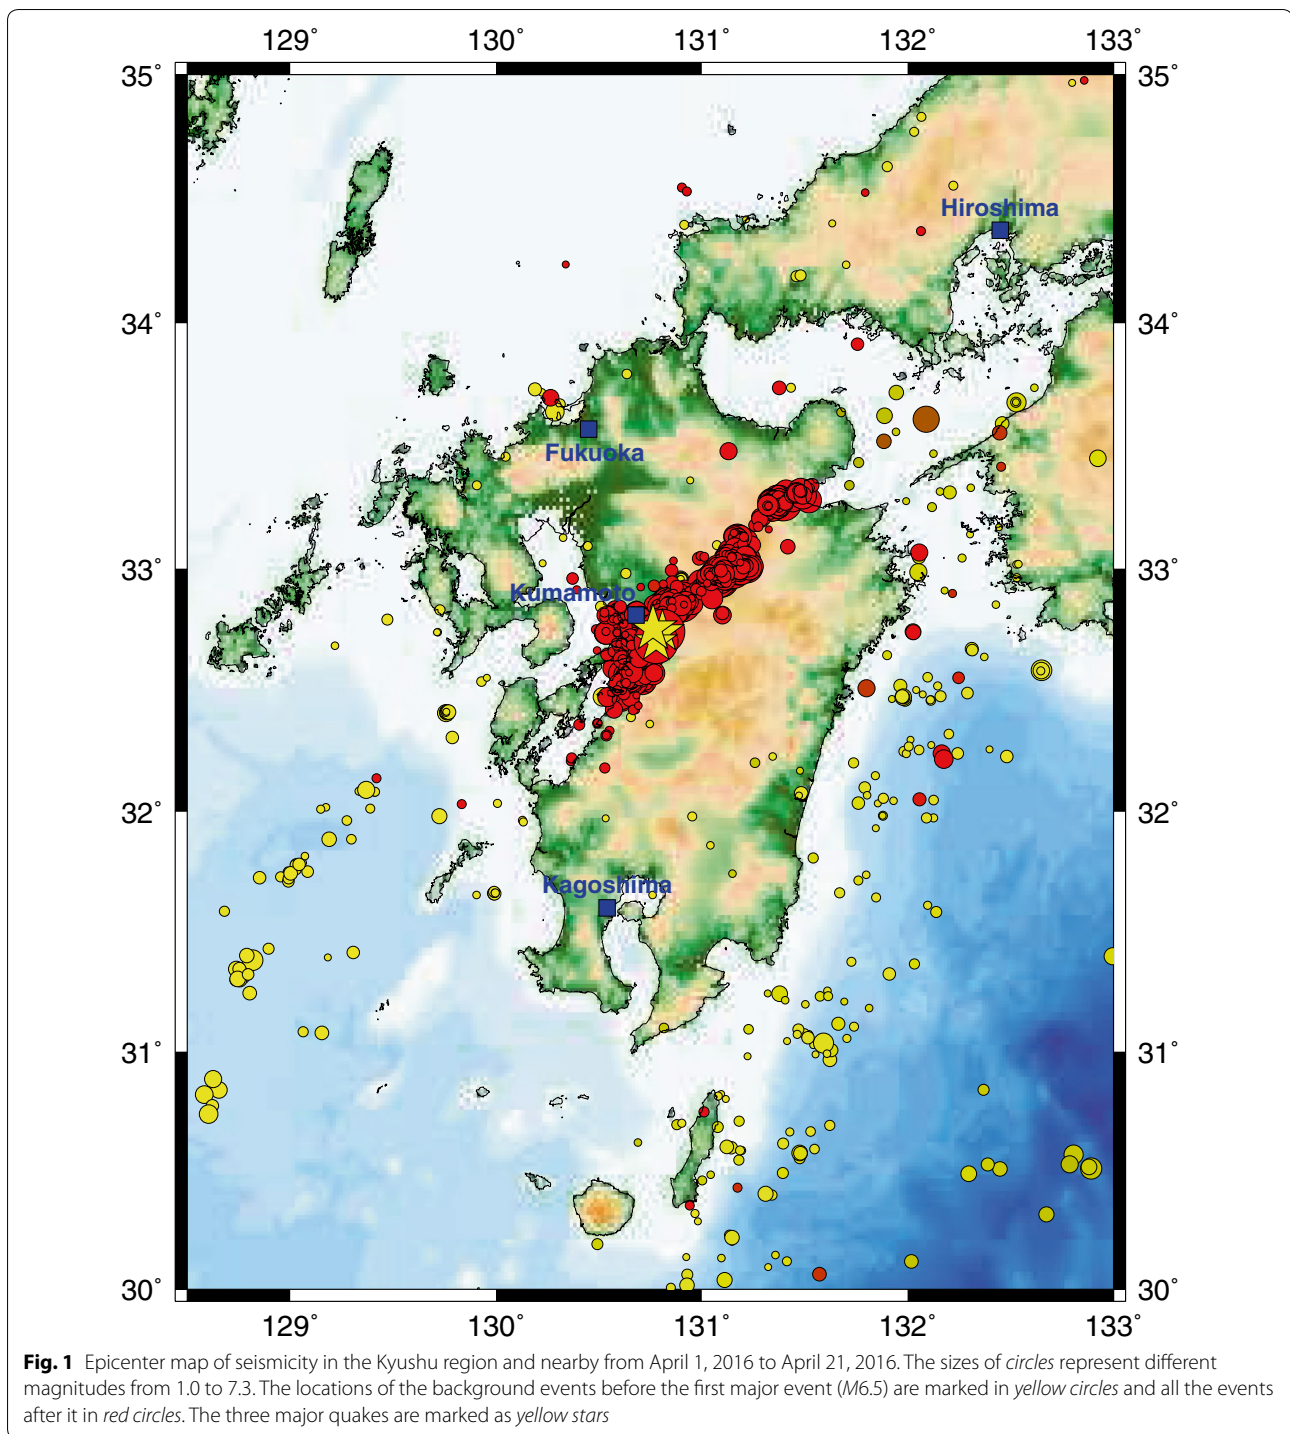 129° 130° 131° 132° 133°
35° 35°
Hiroshima
34° 34°
Fukuoka
33° 33°
Kumamoto
32° 32°
Kagoshima
31° 31°
30° 30°
129° 130° 131° 132° 133°
Fig. 1 Epicenter map of seismicity in the Kyushu region and nearby from April 1, 2016 to April 21, 2016. The sizes of circles represent different
magnitudes from 1.0 to 7.3. The locations of the background events before the first major event (M6.5) are marked in yellow circles and all the events
after it in red circles. The three major quakes are marked as yellow stars